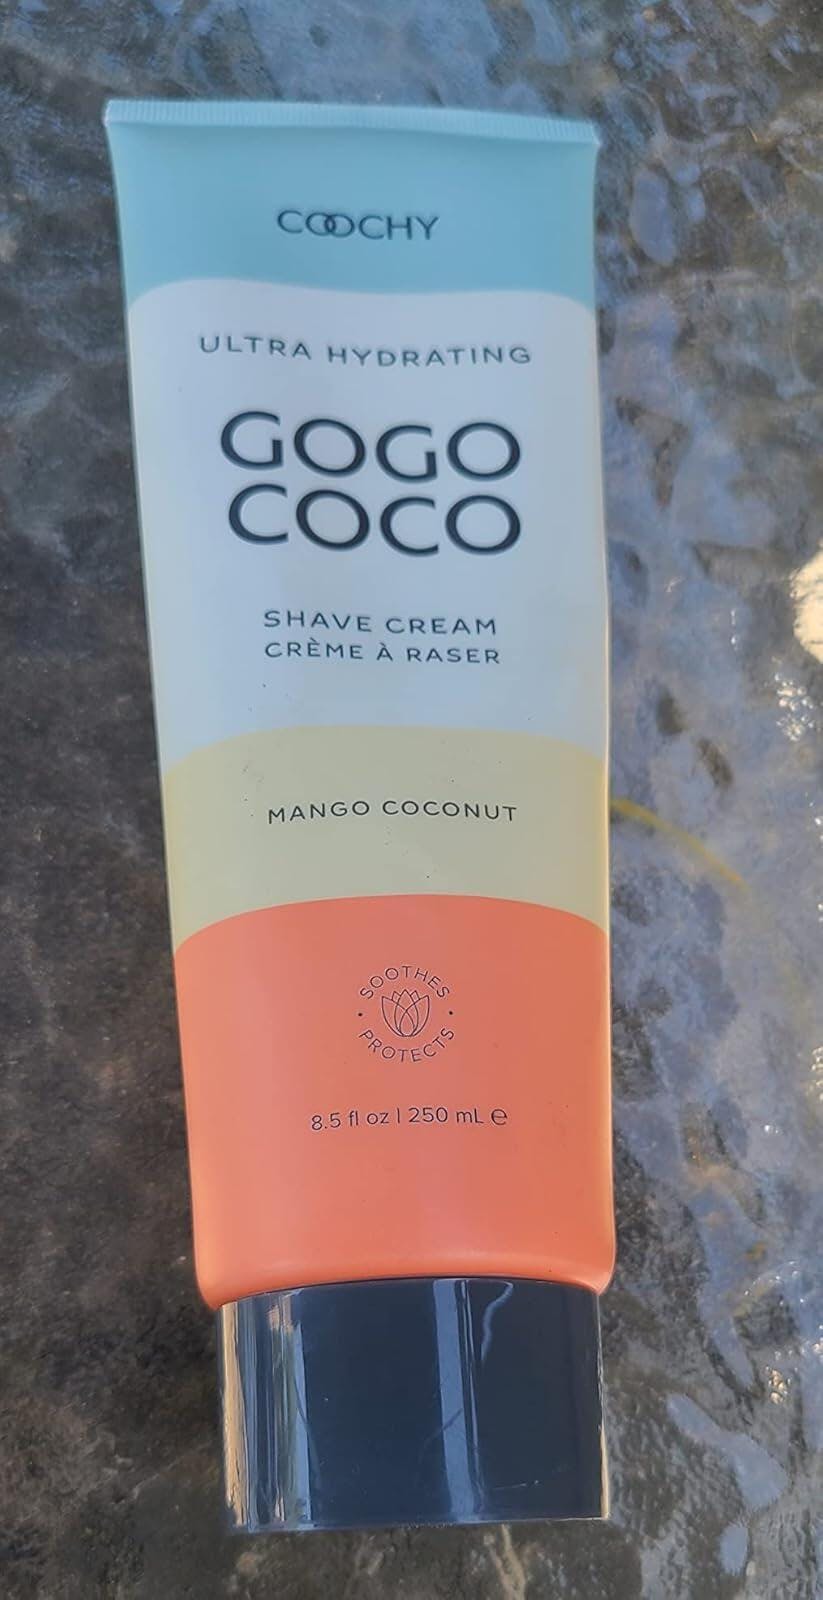 COOCHY
ULTRA HYDRATING
GOGO
COCO
SHAVE CREAM
CRÈME À RASER
MANGO COCONUT
SOOTHES
PROTECTS
8.5 fl oz | 250 mL ℮